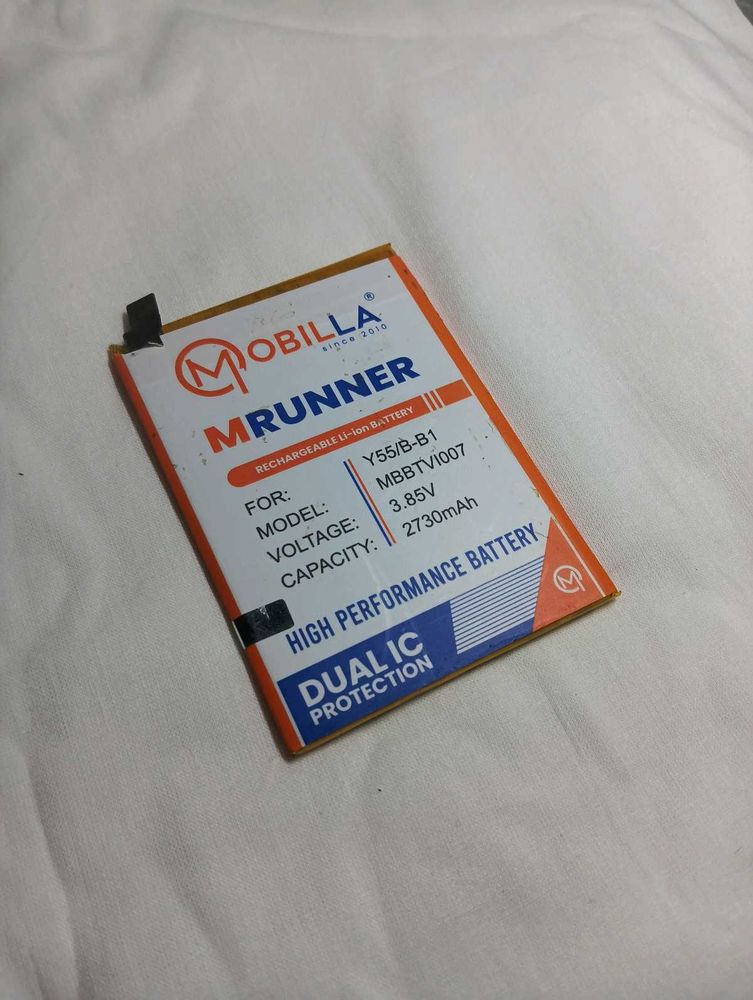 MOBILLA®
since 2010
MRUNNER
RECHARGEABLE Li-ion BATTERY
FOR: Y55/B-B1
MODEL: MBBTVI007
VOLTAGE: 3.85V
CAPACITY: 2730mAh
HIGH PERFORMANCE BATTERY
DUAL IC
PROTECTION
M